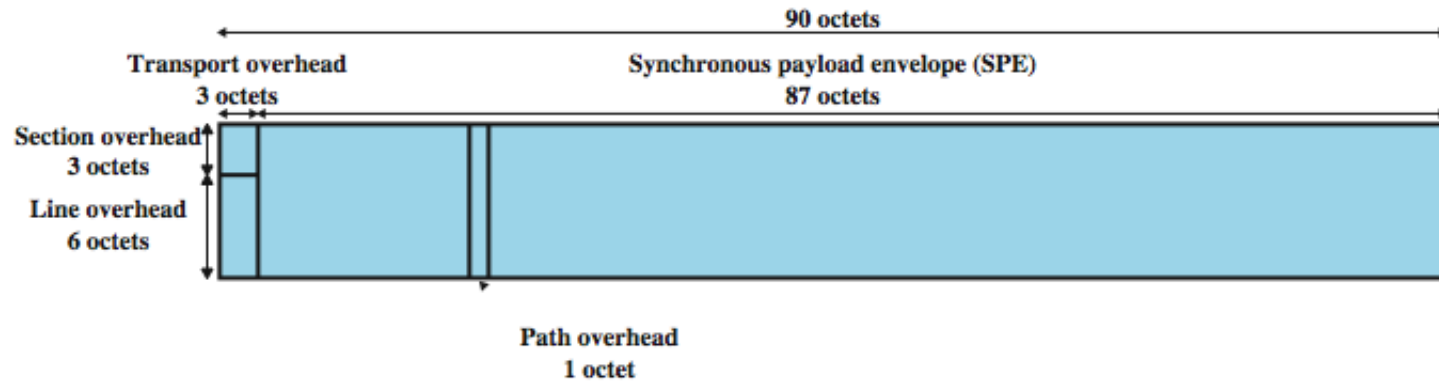 90 octets
Transport overhead
3 octets
Synchronous payload envelope (SPE)
87 octets
Section overhead
3 octets
Line overhead
6 octets
Path overhead
1 octet